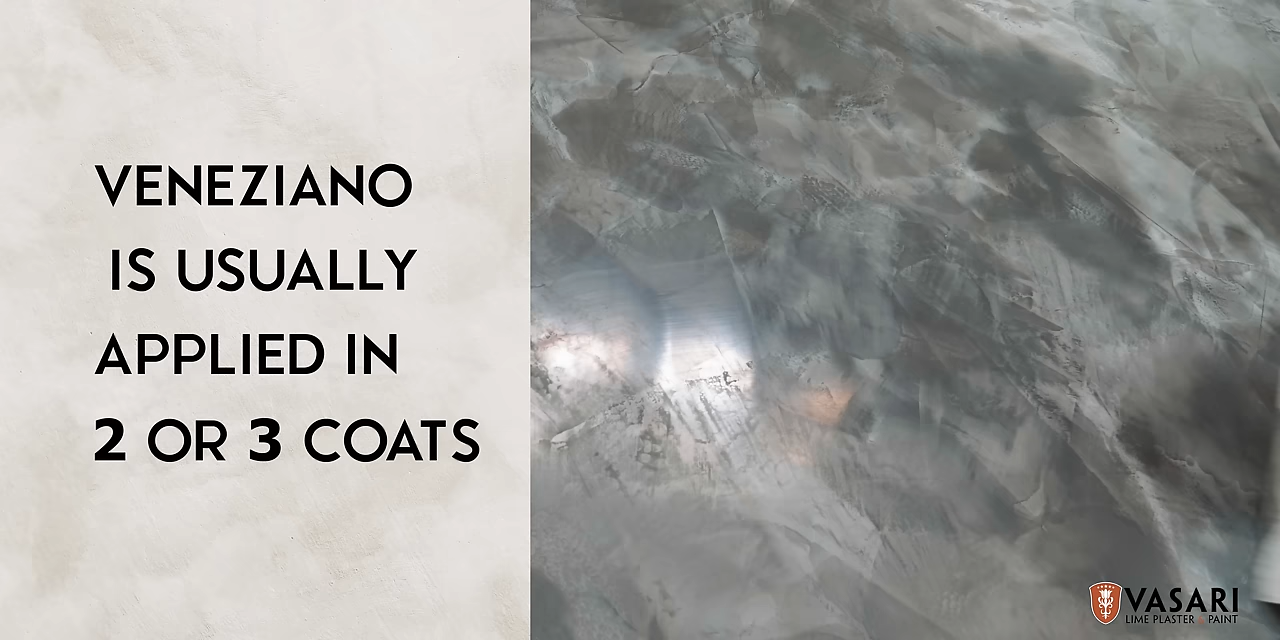 VENEZIANO
IS USUALLY
APPLIED IN
2 OR 3 COATS
VASARI
LIME PLASTER & PAINT